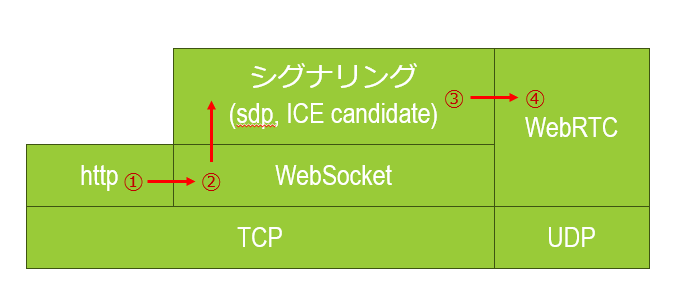 シグナリング
(sdp, ICE candidate) ③ ④
WebRTC
http ① ② WebSocket
TCP UDP